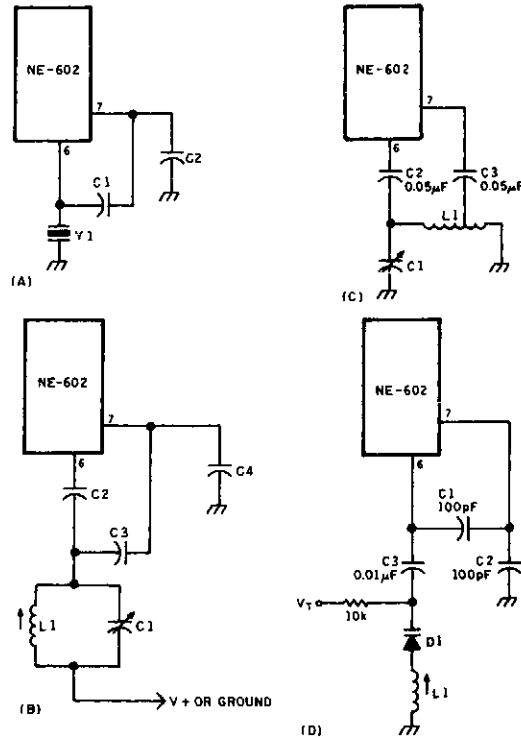 NE-602
7
6
C1
C2
Y1
(A)
NE-602
7
6
C2
0.05µF
C3
0.05µF
L1
C1
(C)
NE-602
7
6
C2
C4
C3
L1
C1
V+ OR GROUND
(B)
NE-602
7
6
C1
100pF
C3
0.01µF
C2
100pF
VT
10k
D1
L1
(D)